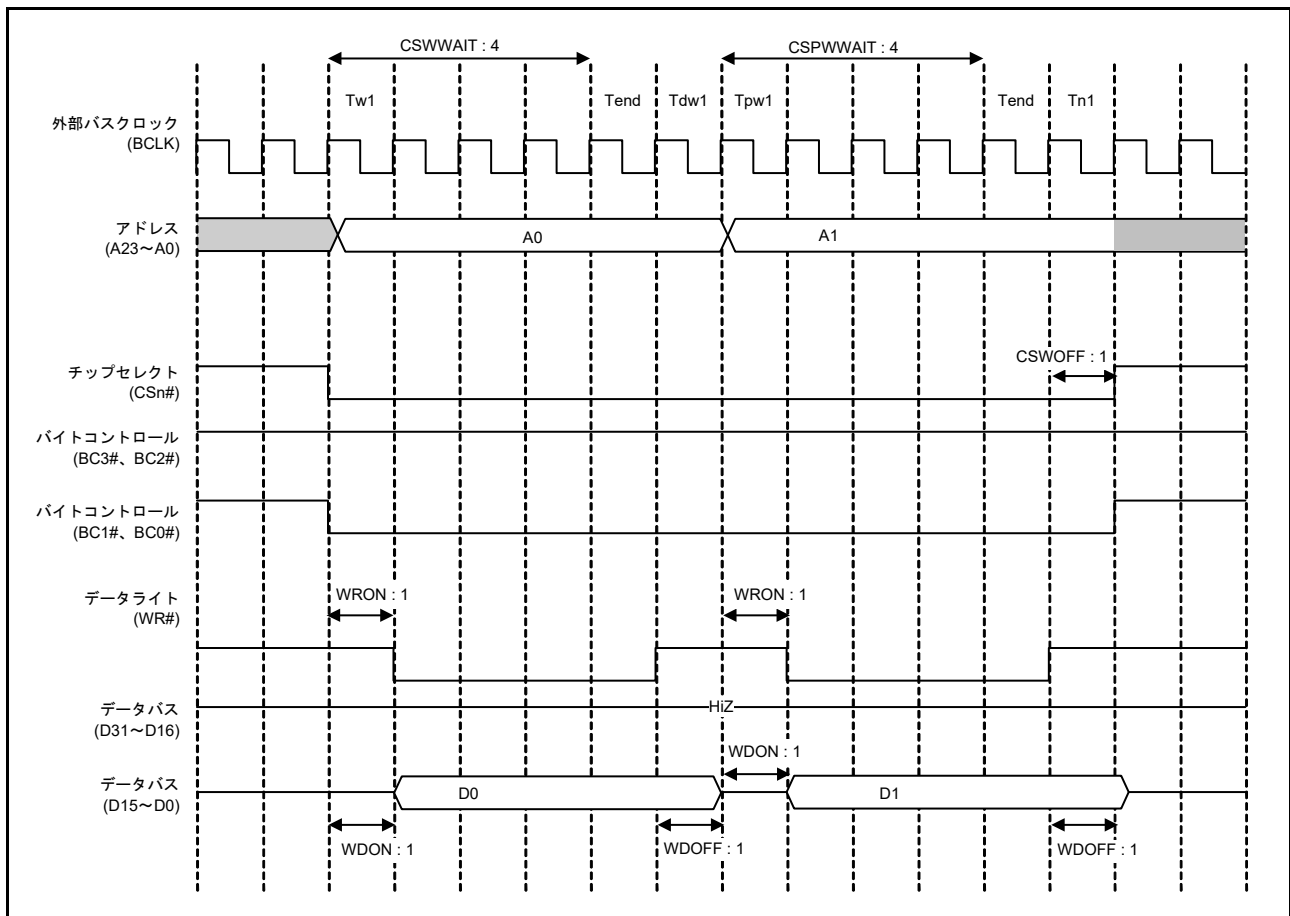 CSWWAIT : 4
CSPWWAIT : 4
Tw1
Tend
Tdw1
Tpw1
Tend
Tn1
外部バスクロック
(BCLK)
アドレス
(A23～A0)
A0
A1
CSWOFF : 1
チップセレクト
(CSn#)
バイトコントロール
(BC3#、BC2#)
バイトコントロール
(BC1#、BC0#)
データライト
(WR#)
WRON : 1
WRON : 1
データバス
(D31～D16)
HiZ
WDON : 1
データバス
(D15～D0)
D0
D1
WDON : 1
WDOFF : 1
WDOFF : 1